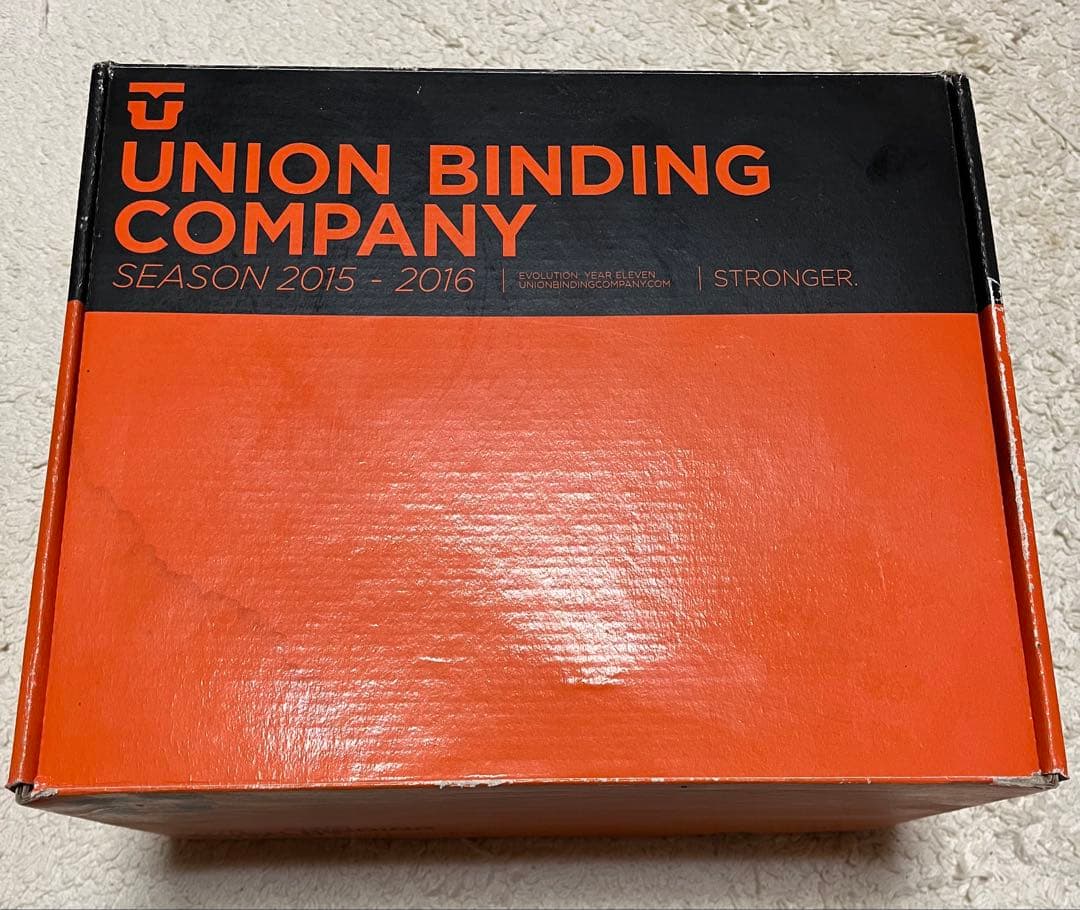 UNION BINDING
COMPANY
SEASON 2015 - 2016
EVOLUTION YEAR ELEVEN
UNIONBINDINGCOMPANY.COM
STRONGER.